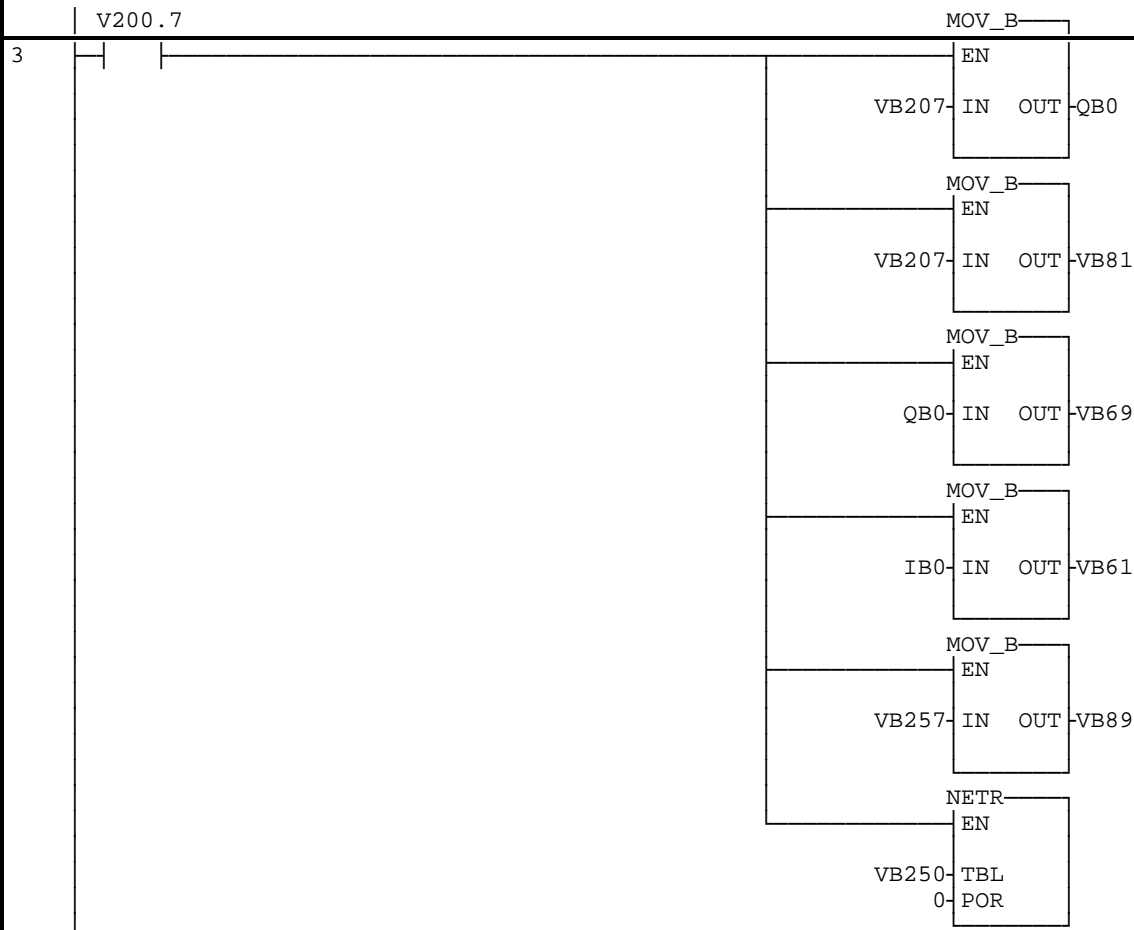 V200.7 MOV_B
3 EN
VB207 IN OUT QB0
MOV_B
EN
VB207 IN OUT VB81
MOV_B
EN
QB0 IN OUT VB69
MOV_B
EN
IB0 IN OUT VB61
MOV_B
EN
VB257 IN OUT VB89
NETR
EN
VB250 TBL
0 POR